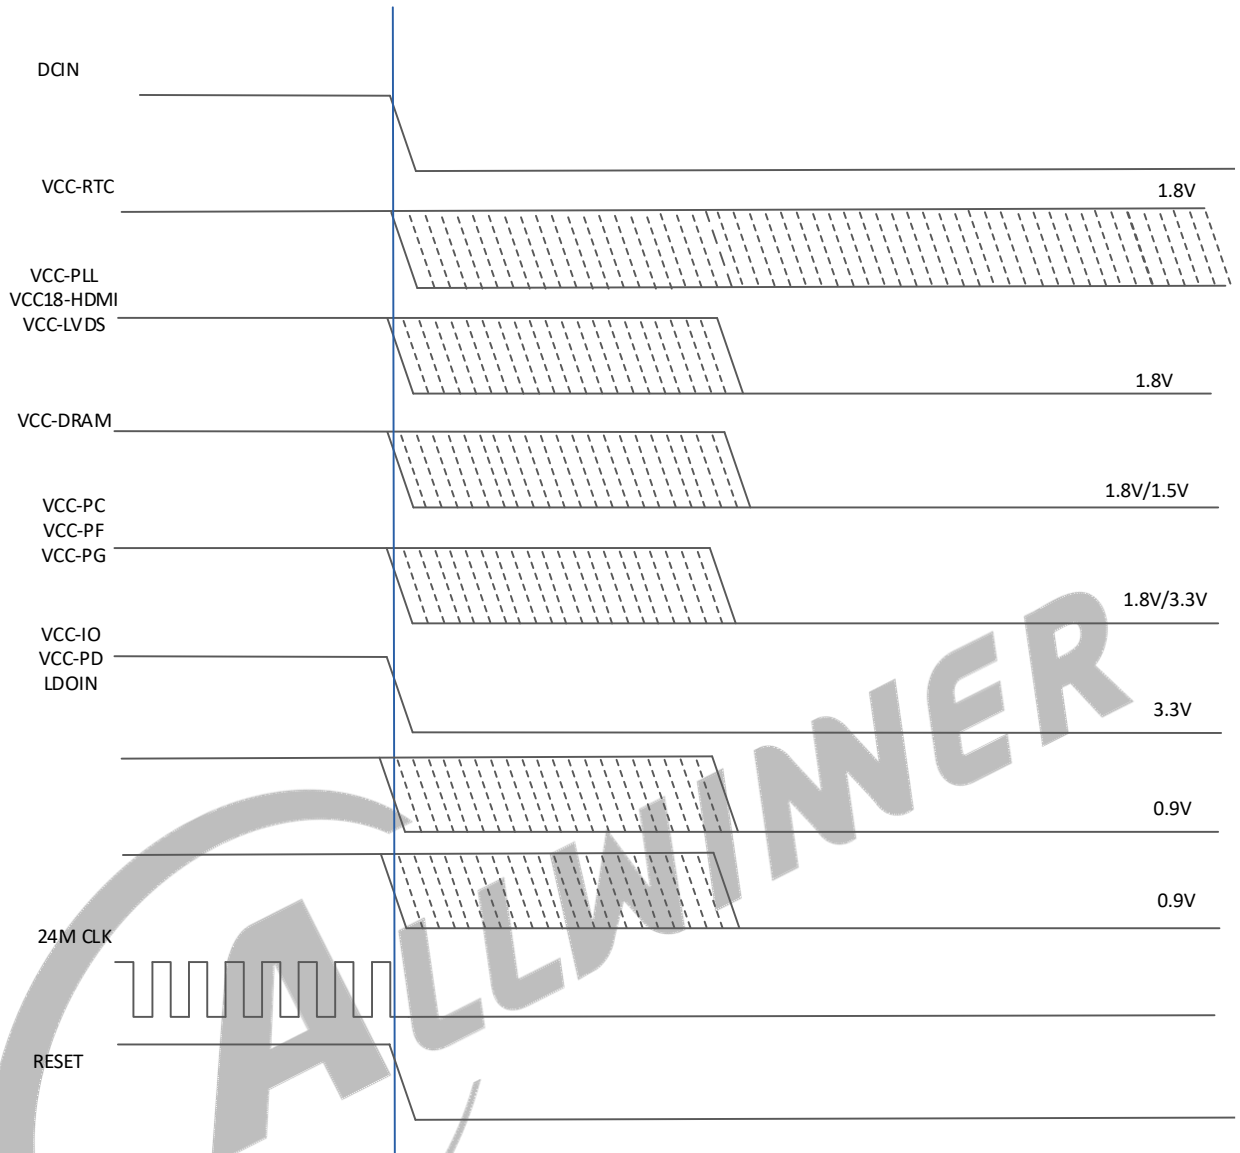 DCIN
VCC-RTC
1.8V
VCC-PLL
VCC18-HDMI
VCC-LVDS
1.8V
VCC-DRAM
1.8V/1.5V
VCC-PC
VCC-PF
VCC-PG
1.8V/3.3V
VCC-IO
VCC-PD
LDOIN
3.3V
0.9V
0.9V
24M CLK
RESET
ALLWINNER